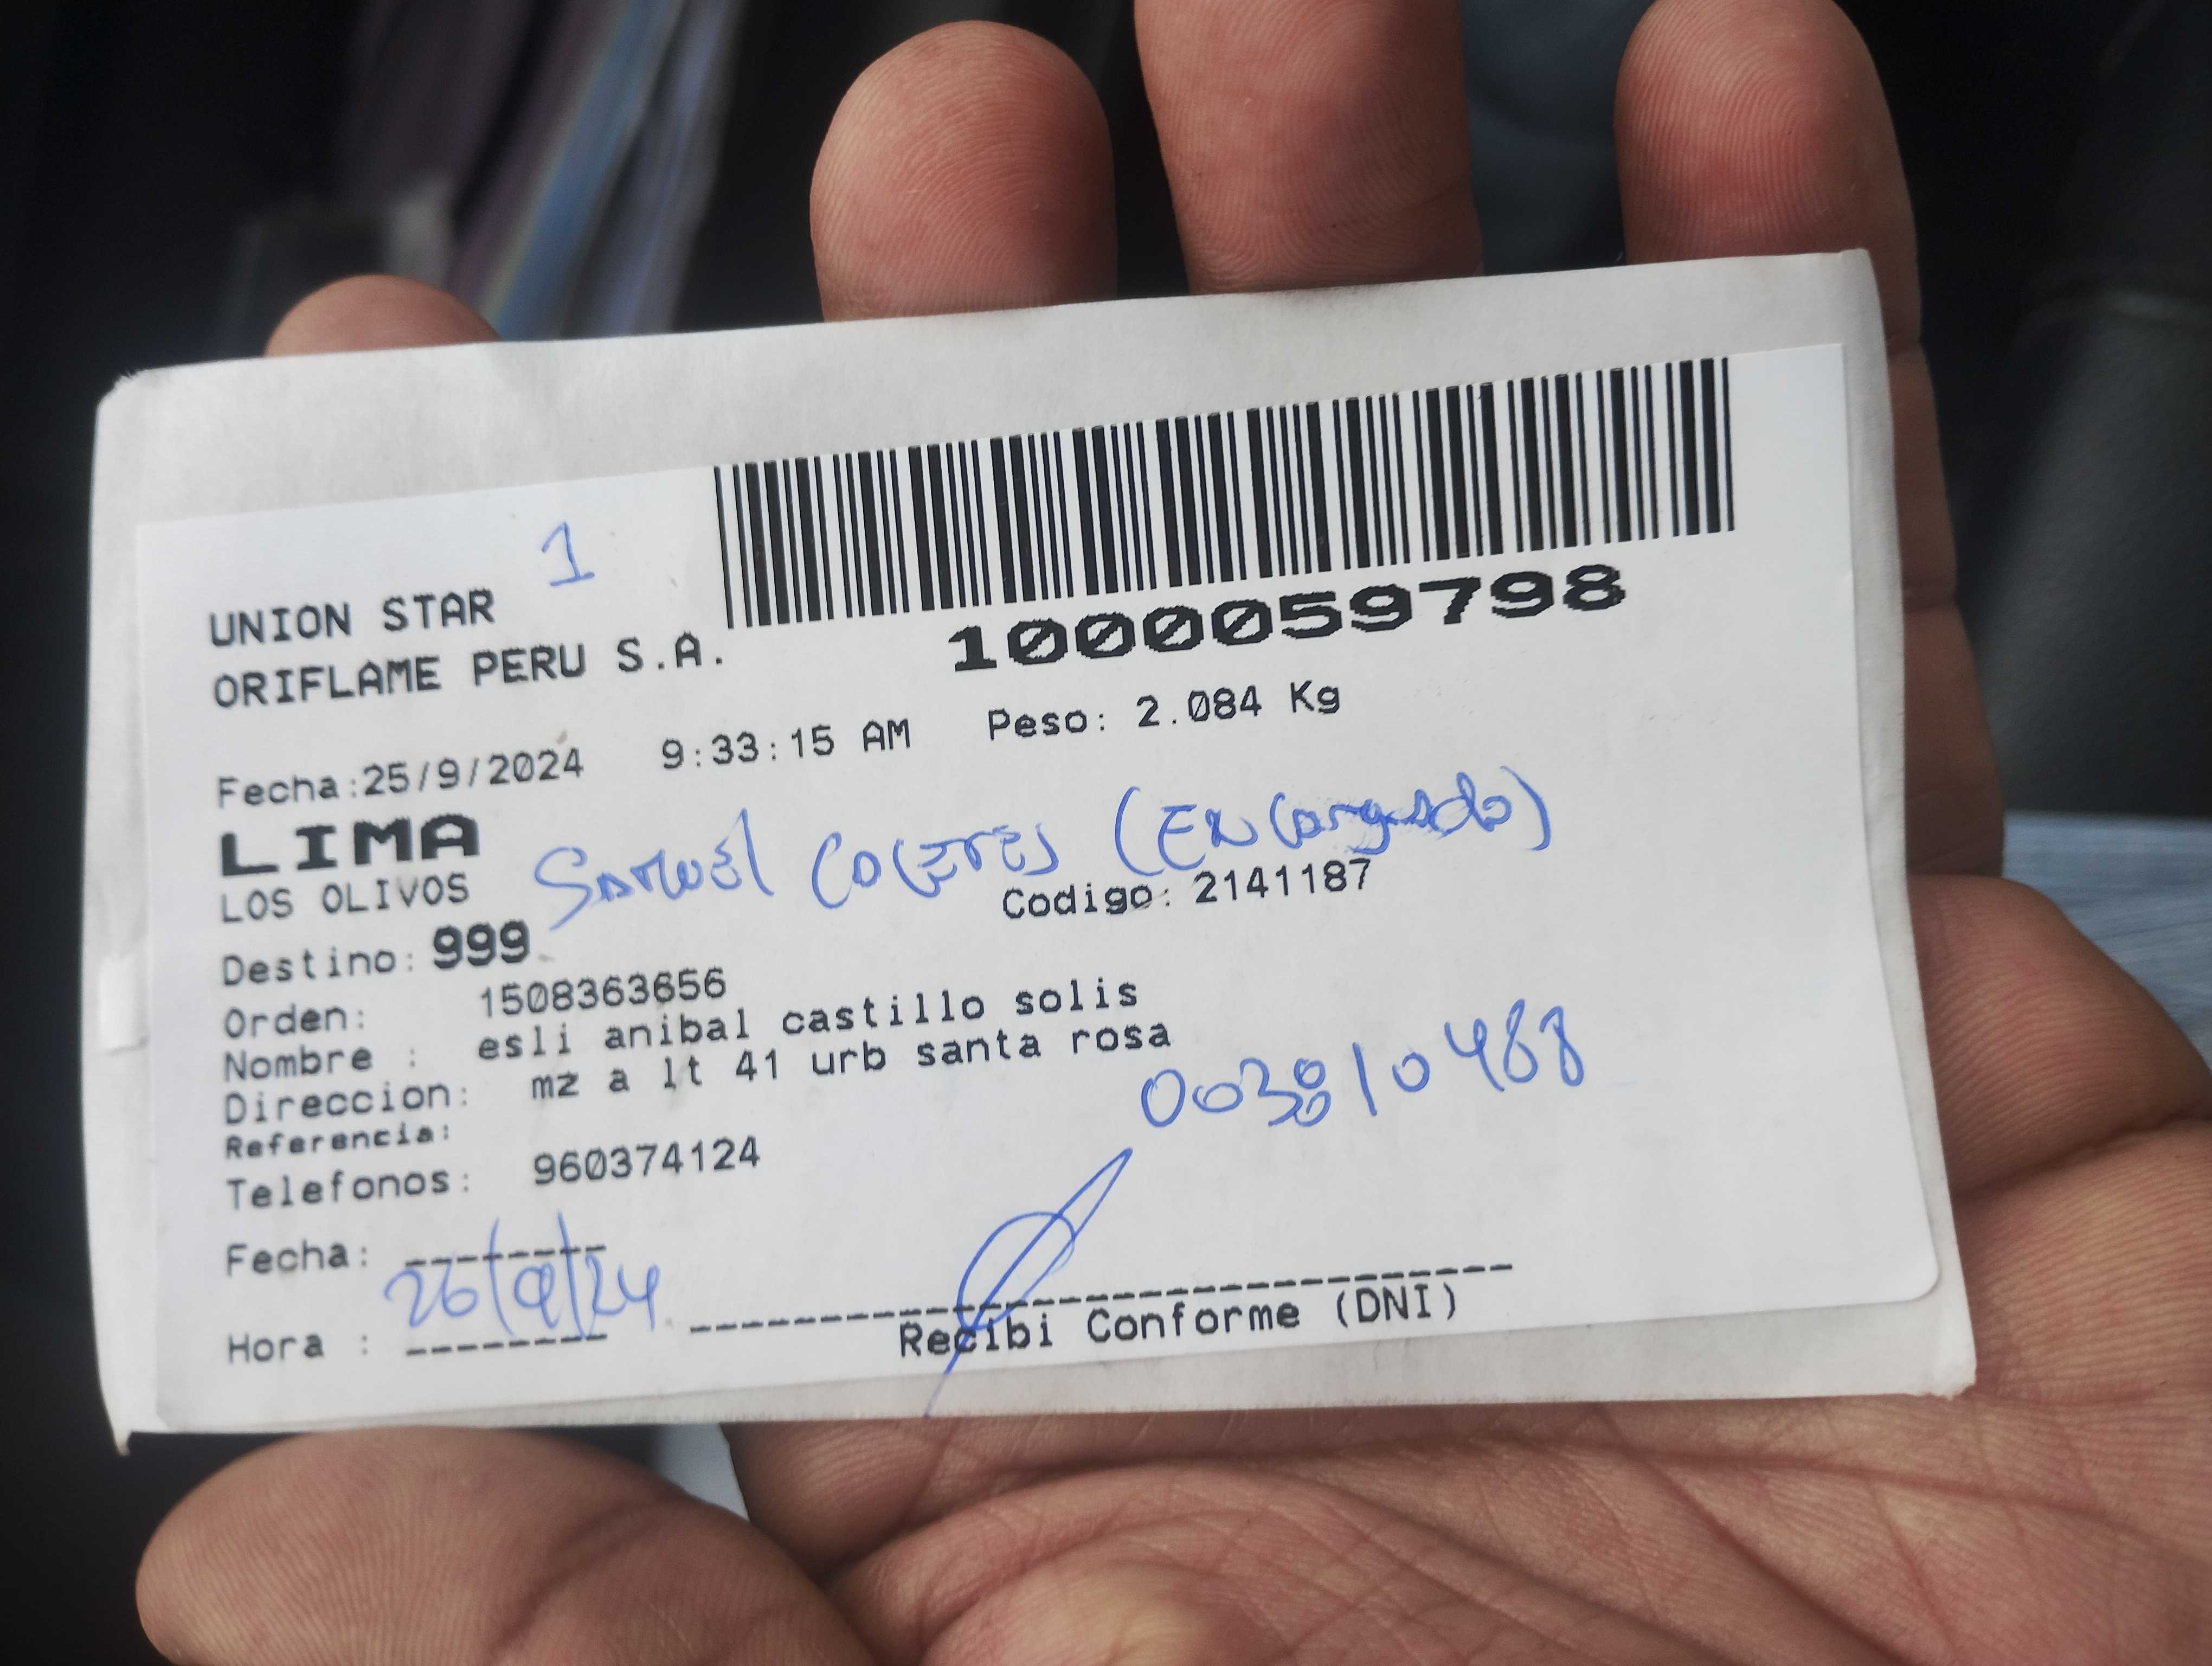 1
UNION STAR
ORIFLAME PERU S.A.
1000059798
Fecha:25/9/2024 9:33:15 AM Peso: 2.084 Kg
LIMA
Samuel (Encargado)
LOS OLIVOS
Codigo: 2141187
Destino: 999
Orden: 1508363656
Nombre : esli anibal castillo solis
Direccion: mz a lt 41 urb santa rosa
Referencia:
Telefonos: 960374124
Fecha: 26/9/24
Hora :
Recibi Conforme (DNI)